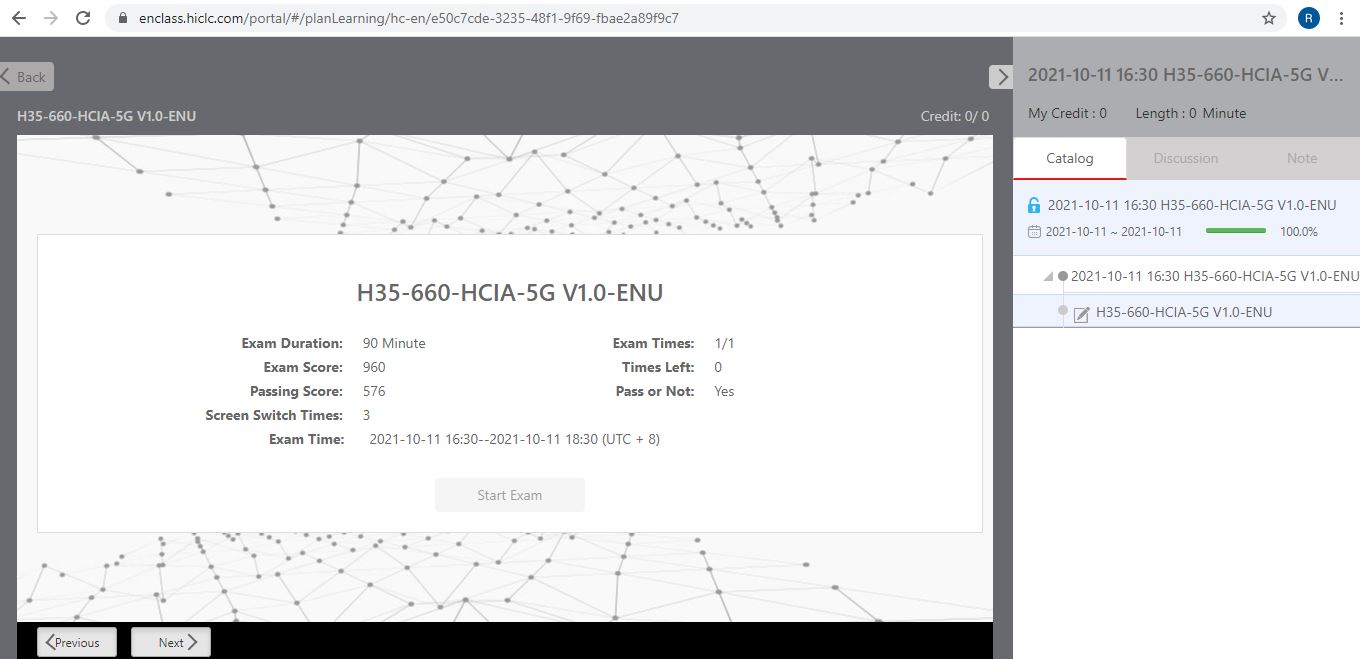 enclass.hiclc.com/portal/#/planLearning/hc-en/e50c7cde-3235-48f1-9f69-fbae2a89f9c7
R
Back
H35-660-HCIA-5G V1.0-ENU
Credit: 0/ 0
H35-660-HCIA-5G V1.0-ENU
Exam Duration: 90 Minute
Exam Times: 1/1
Exam Score: 960
Times Left: 0
Passing Score: 576
Pass or Not: Yes
Screen Switch Times: 3
Exam Time: 2021-10-11 16:30--2021-10-11 18:30 (UTC + 8)
Start Exam
Previous
Next
2021-10-11 16:30 H35-660-HCIA-5G V...
My Credit : 0 Length : 0 Minute
Catalog Discussion Note
2021-10-11 16:30 H35-660-HCIA-5G V1.0-ENU
2021-10-11 ~ 2021-10-11 100.0%
2021-10-11 16:30 H35-660-HCIA-5G V1.0-ENU
H35-660-HCIA-5G V1.0-ENU